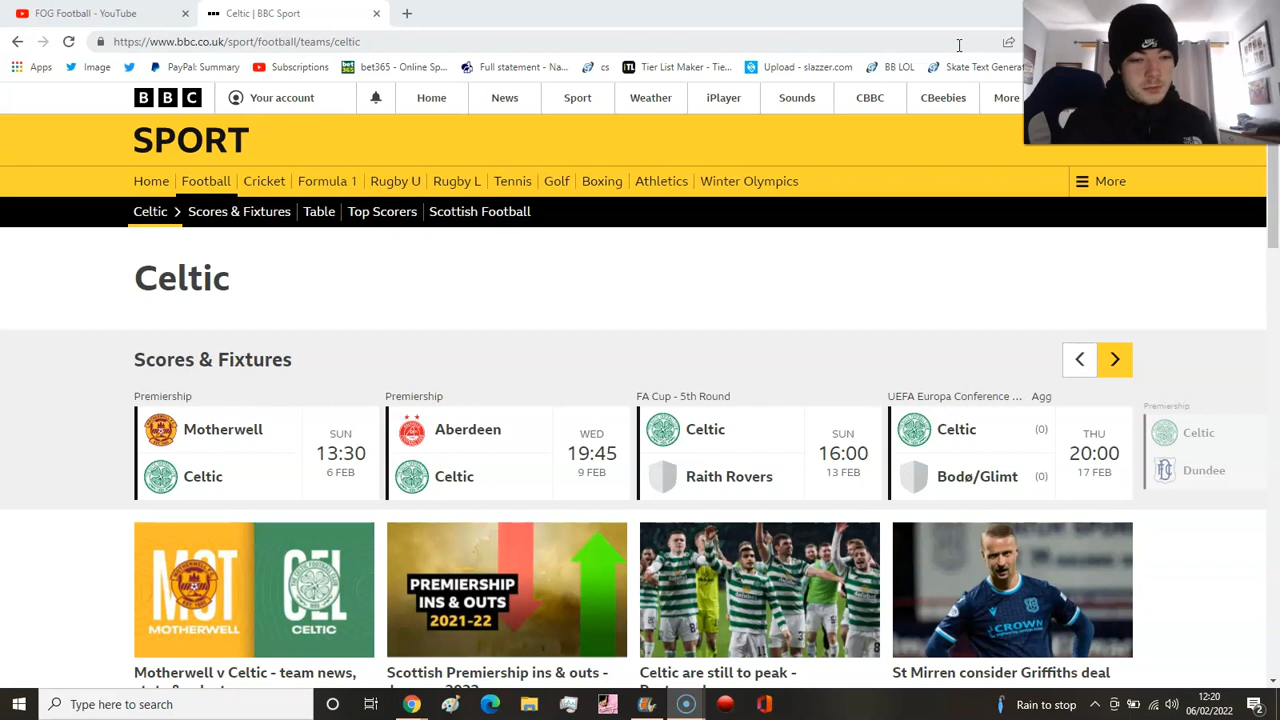 FOG Football - YouTube
Celtic | BBC Sport
https://www.bbc.co.uk/sport/football/teams/celtic
Apps
Image
PayPal: Summary
Subscriptions
bet365 - Online Sp...
Full statement - Na...
cs
Tier List Maker - Tie...
Upload - slazzer.com
BB LOL
Skate Text Generat
BBC
Your account
Home
News
Sport
Weather
iPlayer
Sounds
CBBC
CBeebies
More
SPORT
Home
Football
Cricket
Formula 1
Rugby U
Rugby L
Tennis
Golf
Boxing
Athletics
Winter Olympics
More
Celtic
Scores & Fixtures
Table
Top Scorers
Scottish Football
Celtic
Scores & Fixtures
Premiership
Motherwell
Celtic
SUN
13:30
6 FEB
Premiership
Aberdeen
Celtic
WED
19:45
9 FEB
FA Cup - 5th Round
Celtic
Raith Rovers
SUN
16:00
13 FEB
UEFA Europa Conference ...
Agg
Celtic (0)
Bodø/Glimt (0)
THU
20:00
17 FEB
Premiership
Celtic
Dundee
MOT
MOTHERWELL
CEL
CELTIC
PREMIERSHIP
INS & OUTS
2021-22
CROWN
Motherwell v Celtic - team news,
Scottish Premiership ins & outs -
Celtic are still to peak -
St Mirren consider Griffiths deal
Type here to search
Rain to stop
12:20
06/02/2022
2